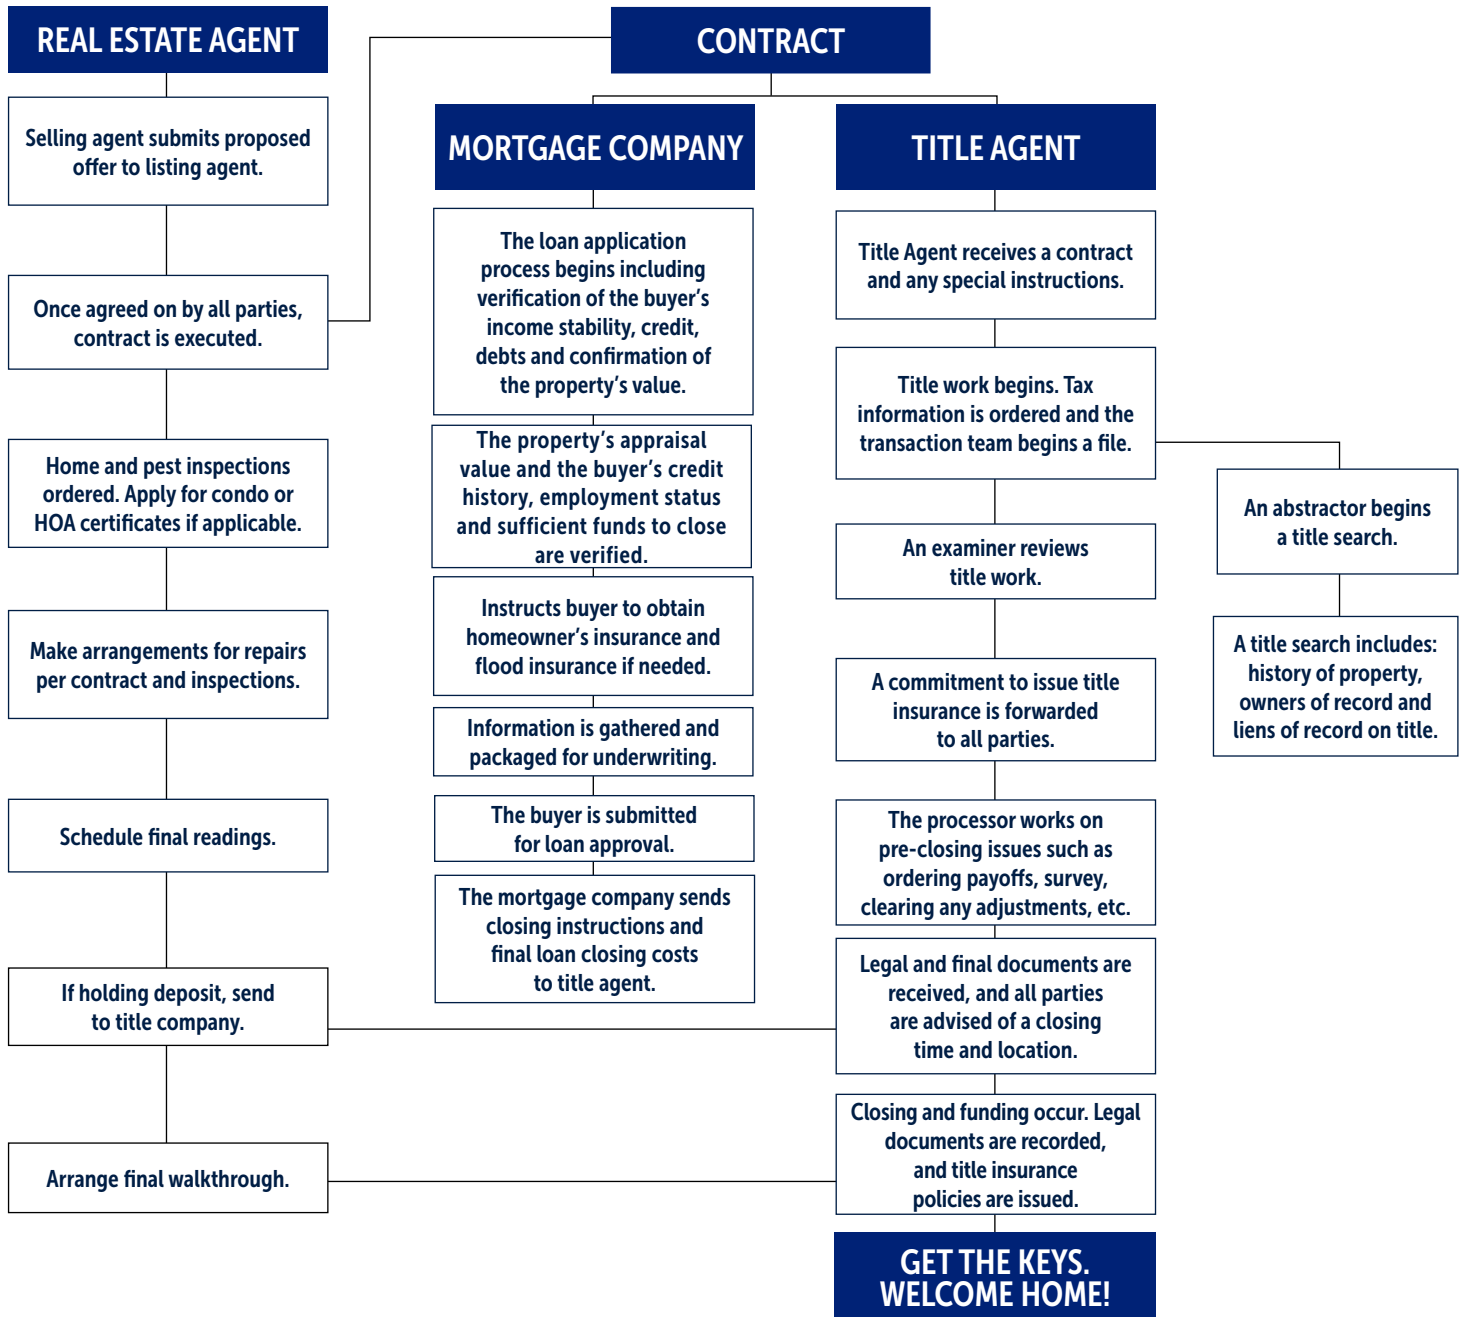 REAL ESTATE AGENT
Selling agent submits proposed
offer to listing agent.
Once agreed on by all parties,
contract is executed.
Home and pest inspections
ordered. Apply for condo or
HOA certificates if applicable.
Make arrangements for repairs
per contract and inspections.
Schedule final readings.
If holding deposit, send
to title company.
Arrange final walkthrough.
CONTRACT
MORTGAGE COMPANY
The loan application
process begins including
verification of the buyer’s
income stability, credit,
debts and confirmation of
the property’s value.
The property’s appraisal
value and the buyer’s credit
history, employment status
and sufficient funds to close
are verified.
Instructs buyer to obtain
homeowner’s insurance and
flood insurance if needed.
Information is gathered and
packaged for underwriting.
The buyer is submitted
for loan approval.
The mortgage company sends
closing instructions and
final loan closing costs
to title agent.
TITLE AGENT
Title Agent receives a contract
and any special instructions.
Title work begins. Tax
information is ordered and the
transaction team begins a file.
An examiner reviews
title work.
A commitment to issue title
insurance is forwarded
to all parties.
The processor works on
pre-closing issues such as
ordering payoffs, survey,
clearing any adjustments, etc.
Legal and final documents are
received, and all parties
are advised of a closing
time and location.
Closing and funding occur. Legal
documents are recorded,
and title insurance
policies are issued.
GET THE KEYS.
WELCOME HOME!
An abstractor begins
a title search.
A title search includes:
history of property,
owners of record and
liens of record on title.